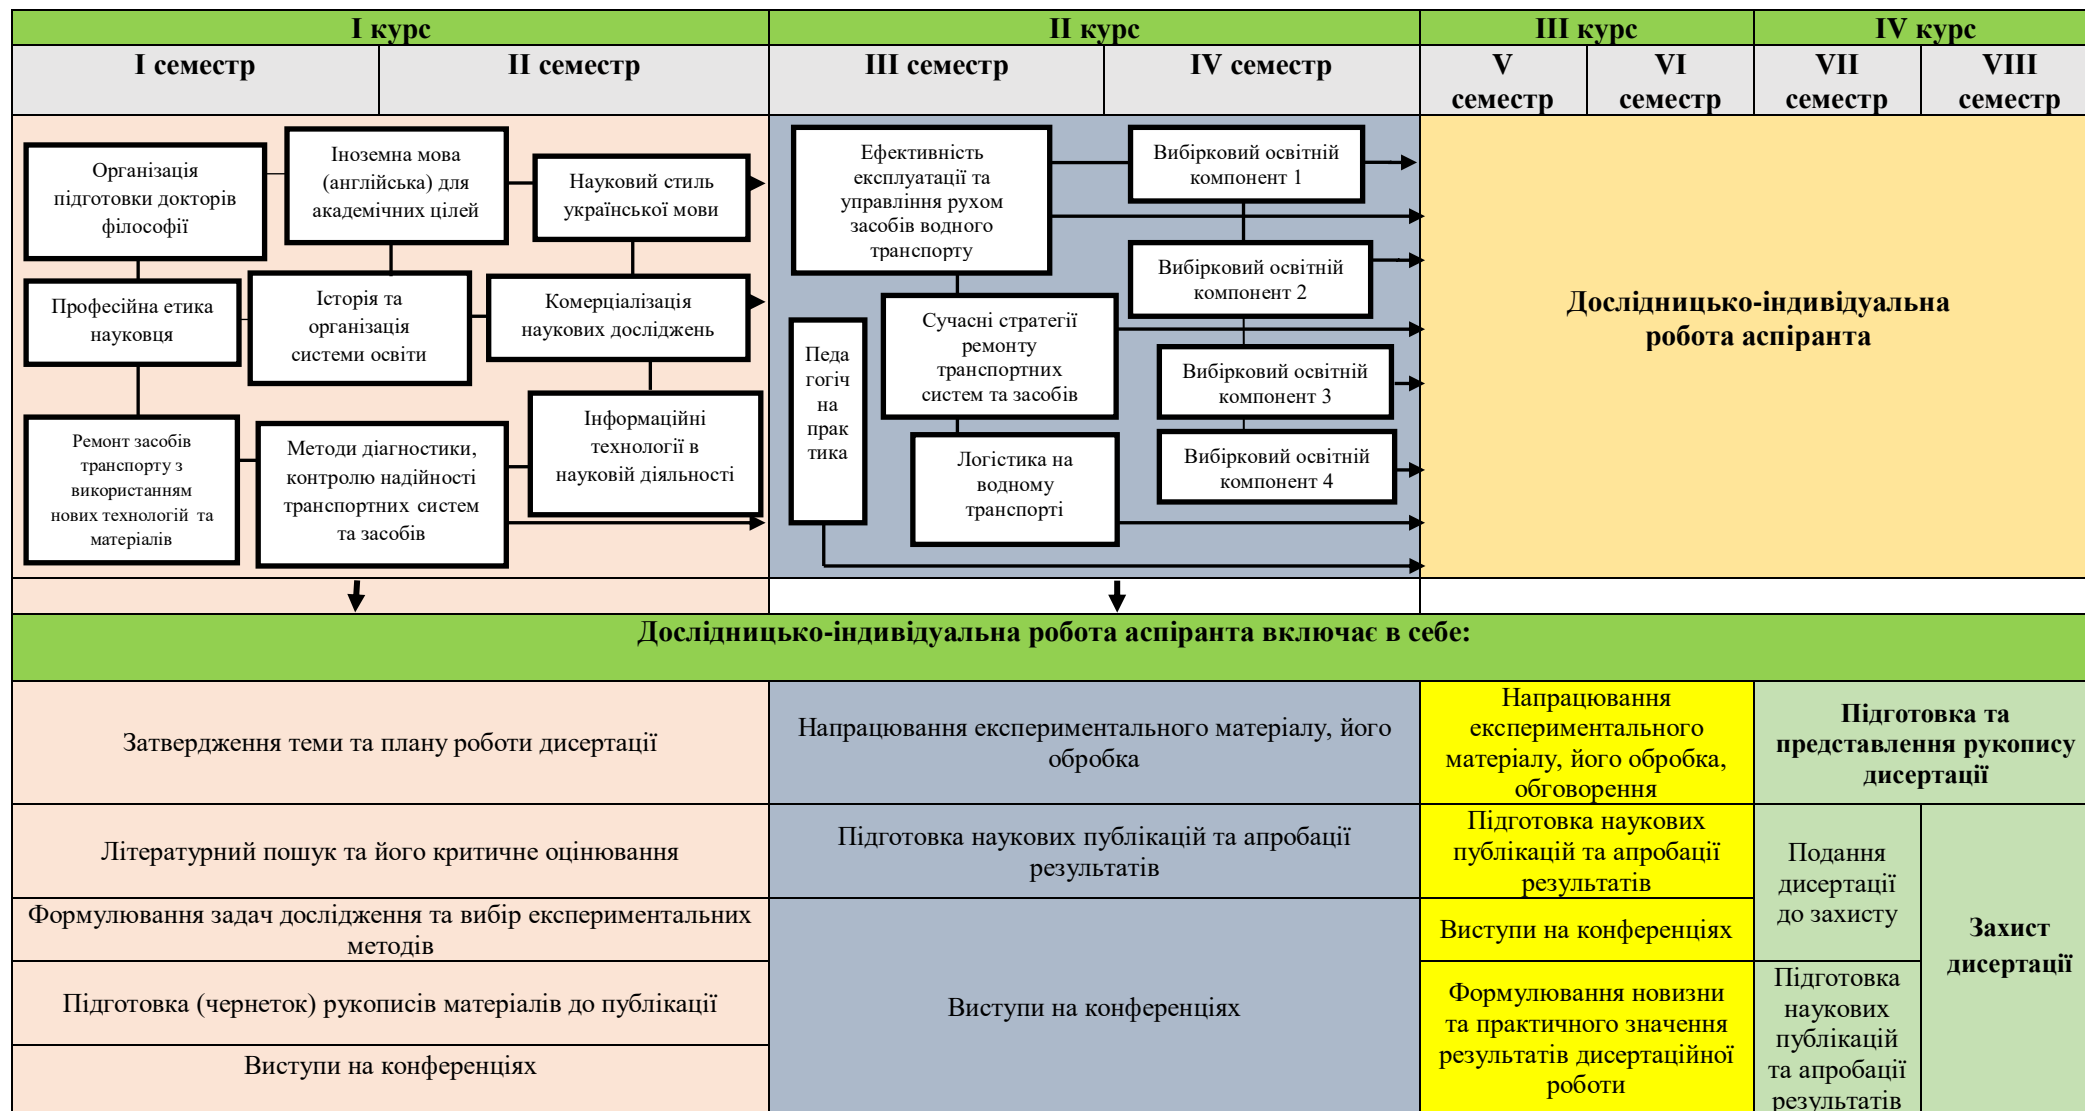 I курс
II курс
III курс
IV курс
I семестр
II семестр
III семестр
IV семестр
V
семестр
VI
семестр
VII
семестр
VIII
семестр
Організація
підготовки докторів
філософії
Іноземна мова
(англійська) для
академічних цілей
Науковий стиль
української мови
Професійна етика
науковця
Історія та
організація
системи освіти
Комерціалізація
наукових досліджень
Ремонт засобів
транспорту з
використанням
нових технологій та
матеріалів
Методи діагностики,
контролю надійності
транспортних систем
та засобів
Інформаційні
технології в
науковій діяльності
Ефективність
експлуатації та
управління рухом
засобів водного
транспорту
Вибірковий освітній
компонент 1
Вибірковий освітній
компонент 2
Педа
гогіч
на
прак
тика
Сучасні стратегії
ремонту
транспортних
систем та засобів
Вибірковий освітній
компонент 3
Логістика на
водному
транспорті
Вибірковий освітній
компонент 4
Дослідницько-індивідуальна
робота аспіранта
Дослідницько-індивідуальна робота аспіранта включає в себе:
Затвердження теми та плану роботи дисертації
Напрацювання експериментального матеріалу, його
обробка
Напрацювання
експериментального
матеріалу, його обробка,
обговорення
Підготовка та
представлення рукопису
дисертації
Літературний пошук та його критичне оцінювання
Підготовка наукових публікацій та апробації
результатів
Підготовка наукових
публікацій та апробації
результатів
Подання
дисертації
до захисту
Захист
дисертації
Формулювання задач дослідження та вибір експериментальних
методів
Виступи на конференціях
Виступи на конференціях
Підготовка (чернеток) рукописів матеріалів до публікації
Формулювання новизни
та практичного значення
результатів дисертаційної
роботи
Підготовка
наукових
публікацій
та апробації
результатів
Виступи на конференціях